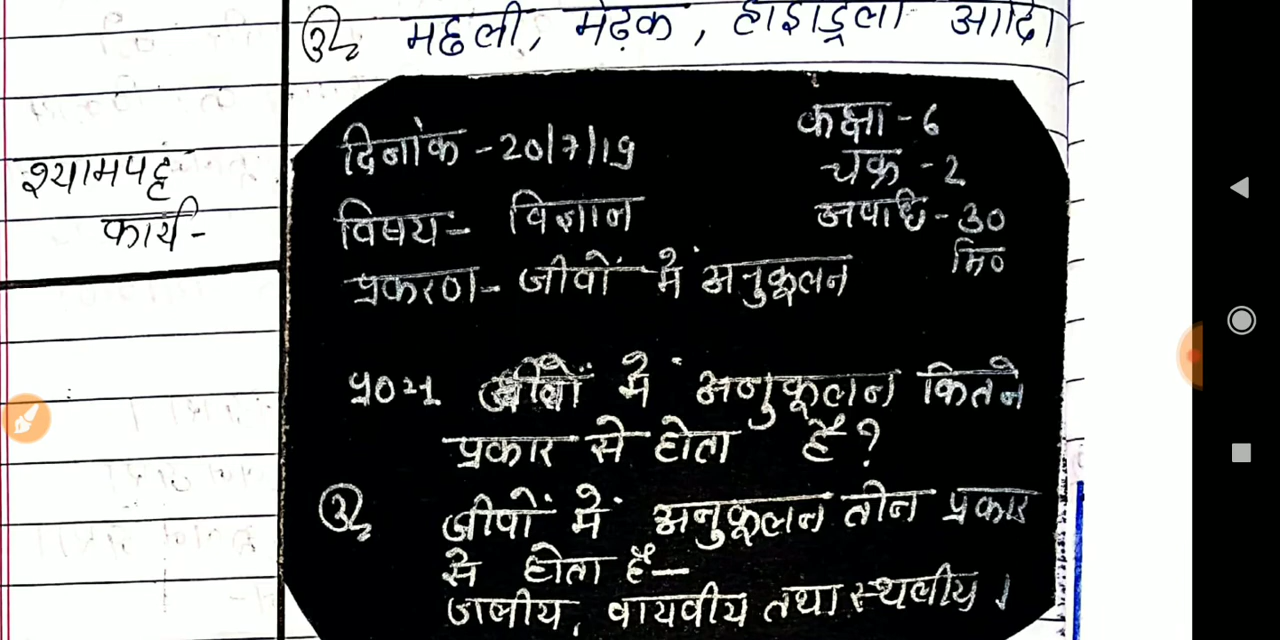 उ० मछली, मेढ़क, हाइड्रिला आदि।
श्यामपट्ट
कार्य-
दिनांक - 20/7/19
कक्षा - 6
चक्र - 2
विषय - विज्ञान
अवधि - 30
मि०
प्रकरण - जीवों में अनुकूलन
प्र०-1 जीवों में अनुकूलन कितने
प्रकार से होता है?
उ० जीवों में अनुकूलन तीन प्रकार
से होता है—
जलीय, वायवीय तथा स्थलीय।